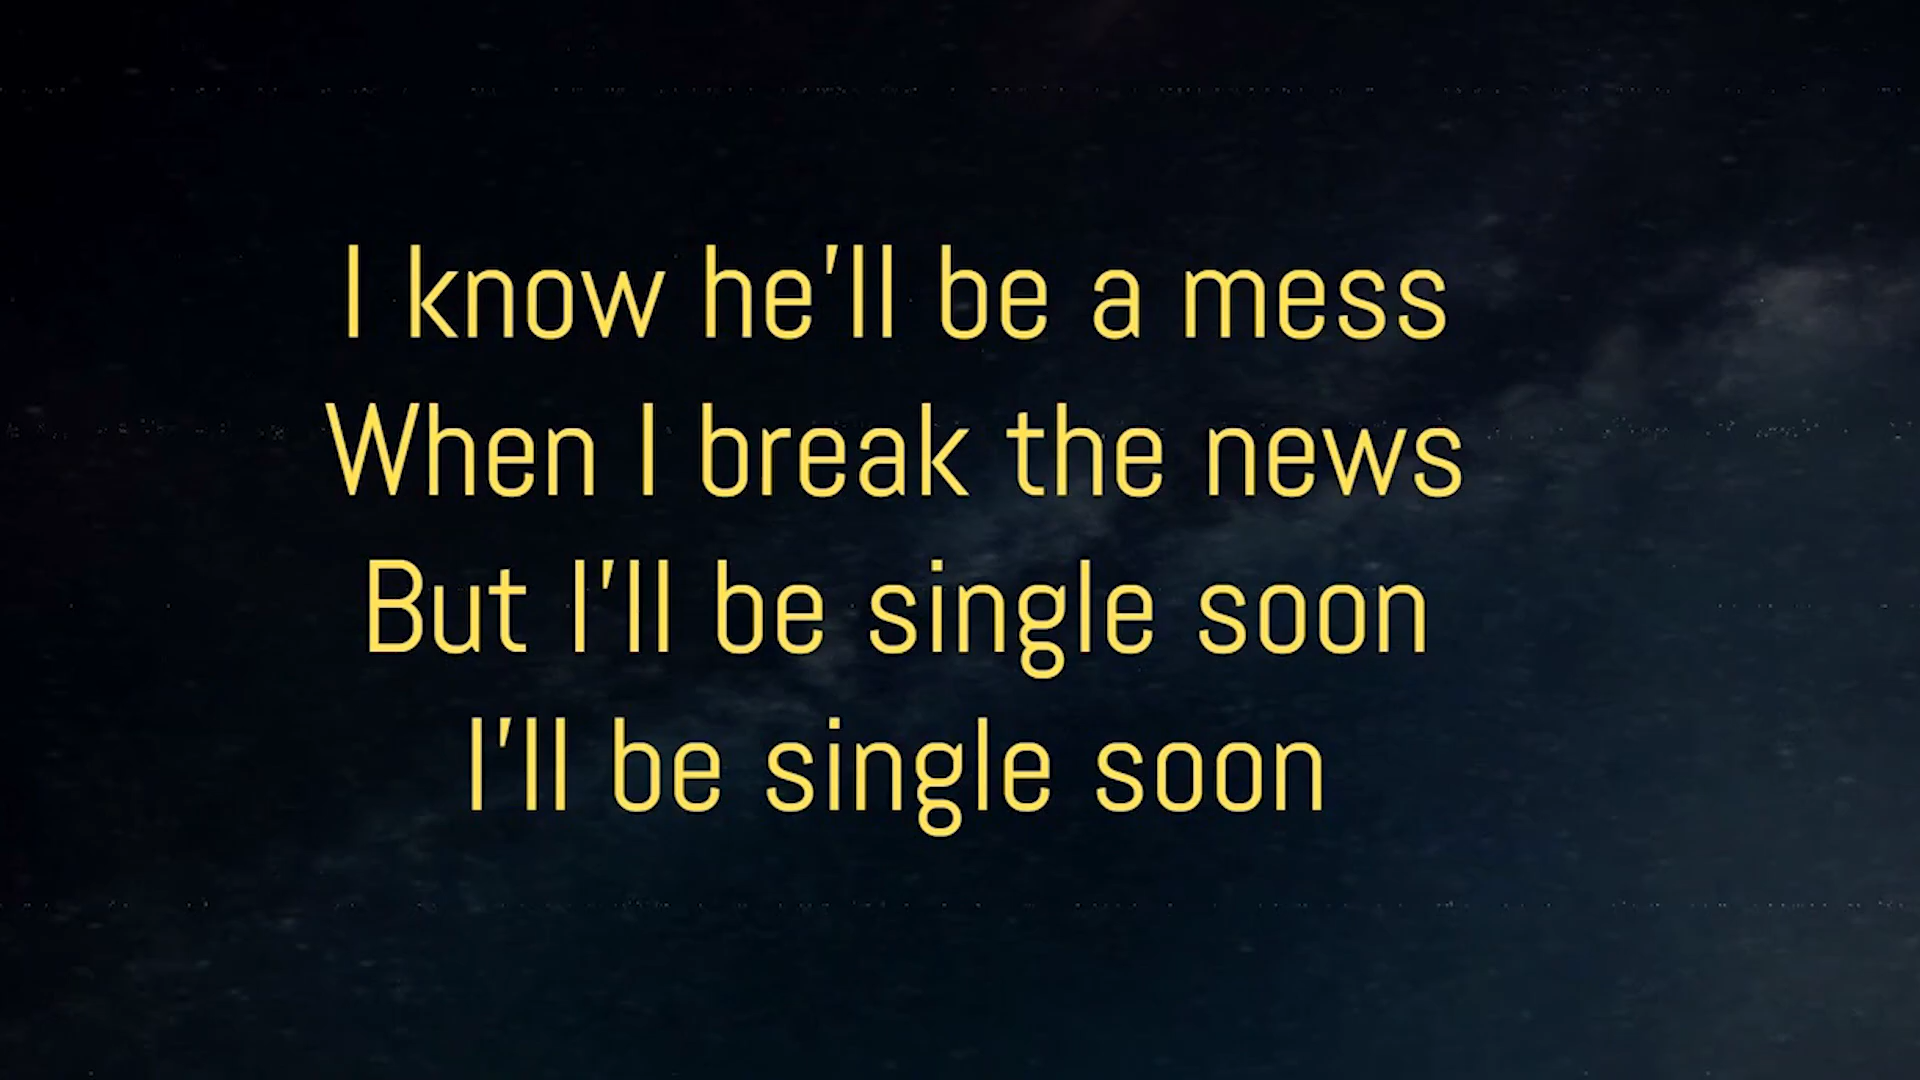 I know he'll be a mess
When I break the news
But I'll be single soon
I'll be single soon